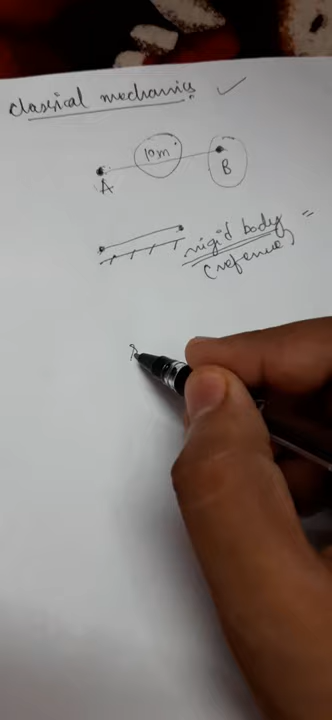 classical mechanics :
10m
A
B
rigid body =
(reference)